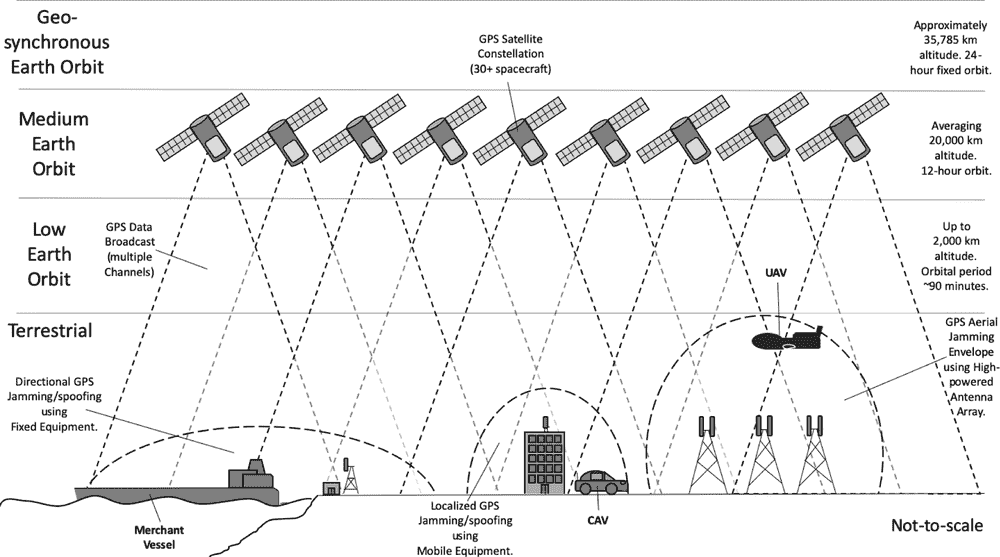 Geo-
synchronous
Earth Orbit
GPS Satellite
Constellation
(30+ spacecraft)
Approximately
35,785 km
altitude. 24-
hour fixed orbit.
Medium
Earth
Orbit
Averaging
20,000 km
altitude.
12-hour orbit.
Low
Earth
Orbit
GPS Data
Broadcast
(multiple
Channels)
Up to
2,000 km
altitude.
Orbital period
~90 minutes.
UAV
Terrestrial
GPS Aerial
Jamming
Envelope
using High-
powered
Antenna
Array.
Directional GPS
Jamming/spoofing
using
Fixed Equipment.
Merchant
Vessel
Localized GPS
Jamming/spoofing
using
Mobile Equipment.
CAV
Not-to-scale